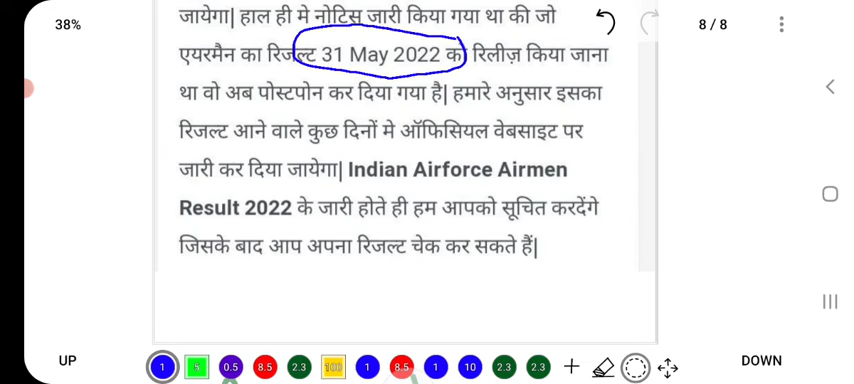 38%
8 / 8
जायेगा| हाल ही मे नोटिस जारी किया गया था की जो
एयरमैन का रिजल्ट 31 May 2022 को रिलीज़ किया जाना
था वो अब पोस्टपोन कर दिया गया है| हमारे अनुसार इसका
रिजल्ट आने वाले कुछ दिनों मे ऑफिसियल वेबसाइट पर
जारी कर दिया जायेगा| Indian Airforce Airmen
Result 2022 के जारी होते ही हम आपको सूचित करदेंगे
जिसके बाद आप अपना रिजल्ट चेक कर सकते हैं|
UP
1 5 0.5 8.5 2.3 100 1 8.5 1 10 2.3 2.3
DOWN